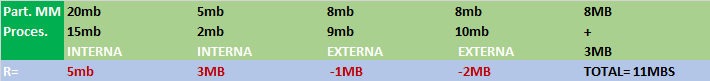 Part. MM 20mb 5mb 8mb 8mb 8MB
Proces. 15mb 2mb 9mb 10mb +
INTERNA INTERNA EXTERNA EXTERNA 3MB
R= 5mb 3MB -1MB -2MB TOTAL= 11MBS